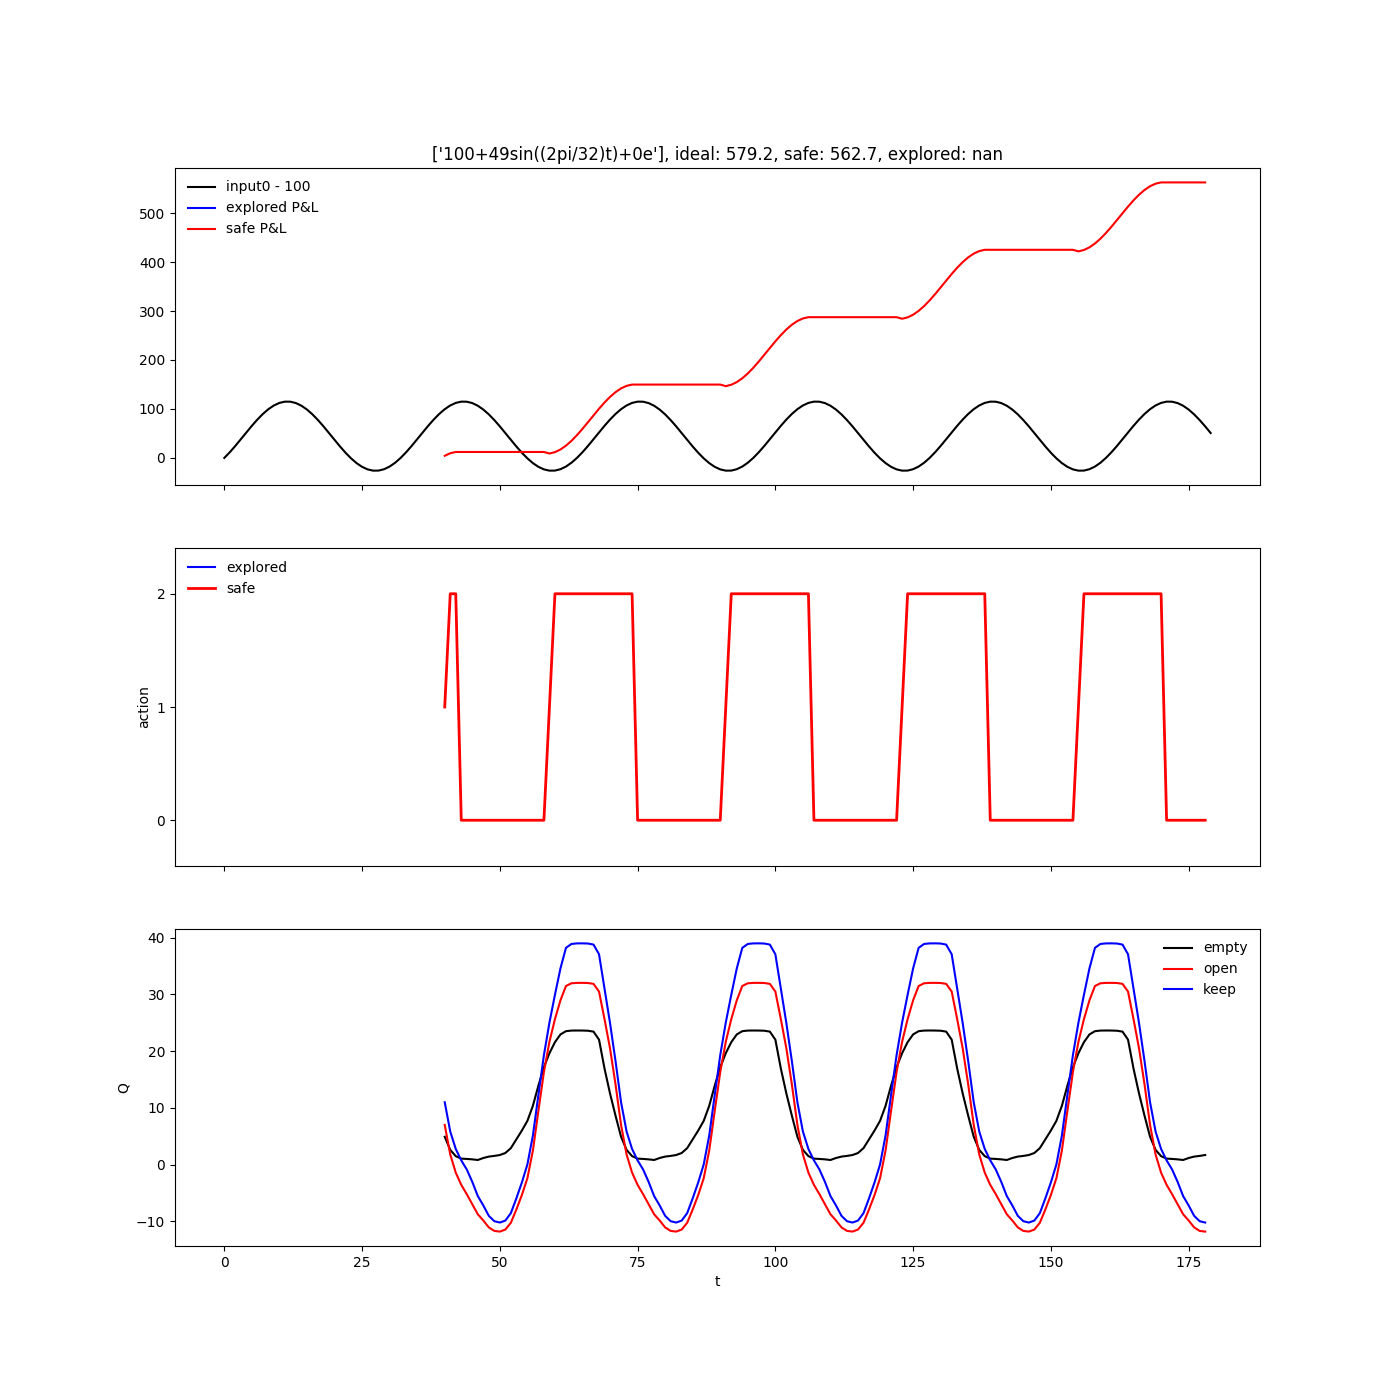 ['100+49sin((2pi/32)t)+0e'], ideal: 579.2, safe: 562.7, explored: nan
input0 - 100
explored P&L
safe P&L
500
400
300
200
100
0
explored
safe
2
1
0
action
empty
open
keep
40
30
20
10
0
−10
Q
0 25 50 75 100 125 150 175
t